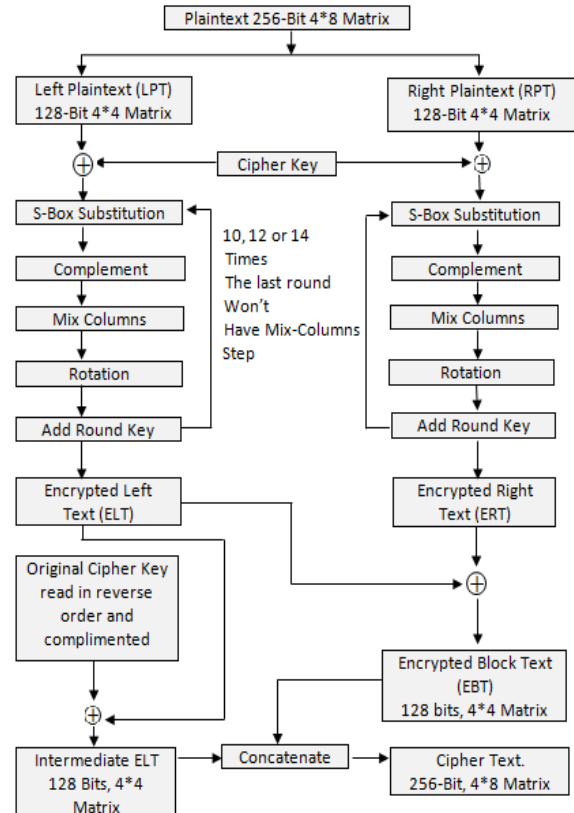 Plaintext 256-Bit 4*8 Matrix
Left Plaintext (LPT)
128-Bit 4*4 Matrix
Right Plaintext (RPT)
128-Bit 4*4 Matrix
Cipher Key
S-Box Substitution
Complement
Mix Columns
Rotation
Add Round Key
10, 12 or 14
Times
The last round
Won't
Have Mix-Columns
Step
S-Box Substitution
Complement
Mix Columns
Rotation
Add Round Key
Encrypted Left
Text (ELT)
Encrypted Right
Text (ERT)
Original Cipher Key
read in reverse
order and
complimented
Encrypted Block Text
(EBT)
128 bits, 4*4 Matrix
Intermediate ELT
128 Bits, 4*4
Matrix
Concatenate
Cipher Text.
256-Bit, 4*8 Matrix